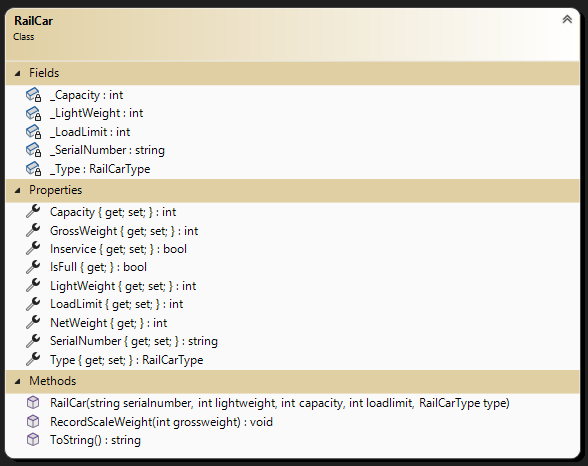 RailCar
Class
Fields
_Capacity : int
_LightWeight : int
_LoadLimit : int
_SerialNumber : string
_Type : RailCarType
Properties
Capacity { get; set; } : int
GrossWeight { get; set; } : int
Inservice { get; set; } : bool
IsFull { get; } : bool
LightWeight { get; set; } : int
LoadLimit { get; set; } : int
NetWeight { get; } : int
SerialNumber { get; set; } : string
Type { get; set; } : RailCarType
Methods
RailCar(string serialnumber, int lightweight, int capacity, int loadlimit, RailCarType type)
RecordScaleWeight(int grossweight) : void
ToString() : string